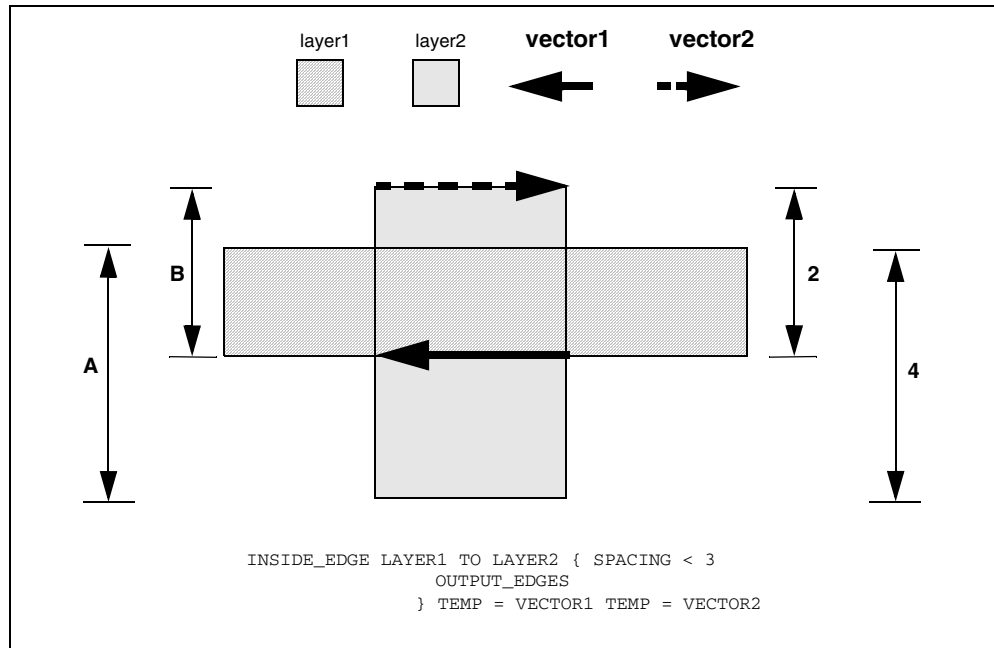 layer1 layer2 vector1 vector2
B 2
A 4
INSIDE_EDGE LAYER1 TO LAYER2 { SPACING < 3
OUTPUT_EDGES
} TEMP = VECTOR1 TEMP = VECTOR2